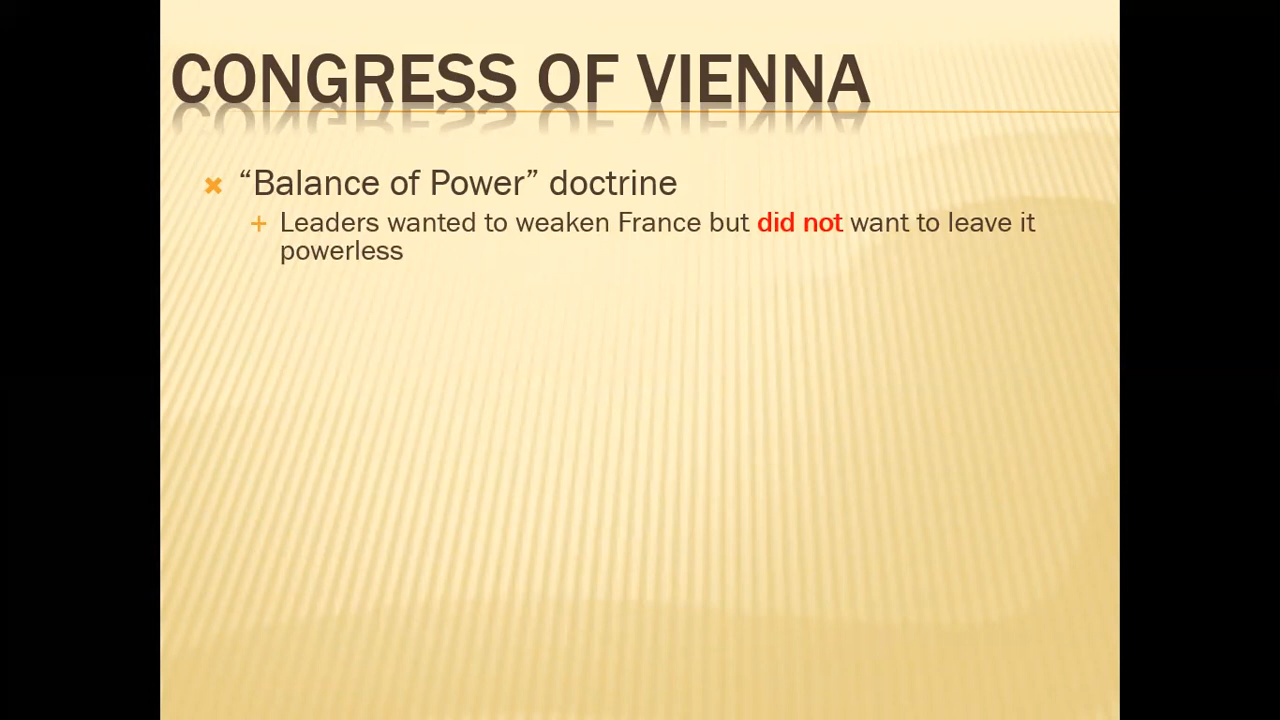 CONGRESS OF VIENNA
“Balance of Power” doctrine
Leaders wanted to weaken France but did not want to leave it
powerless